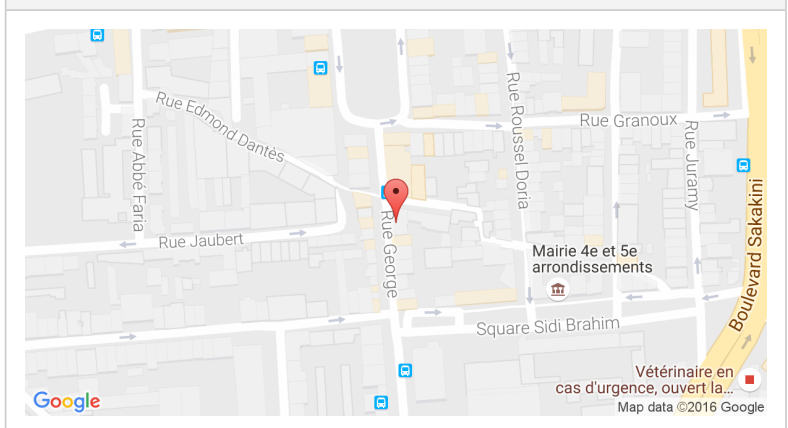 Rue Edmond Dantès
Rue Abbé Faria
Rue Roussel Doria
Rue Granoux
Rue Juramy
Boulevard Sakakini
Rue Jaubert
Rue George
Mairie 4e et 5e
arrondissements
Square Sidi Brahim
Vétérinaire en
cas d'urgence, ouvert la...
Google
Map data ©2016 Google